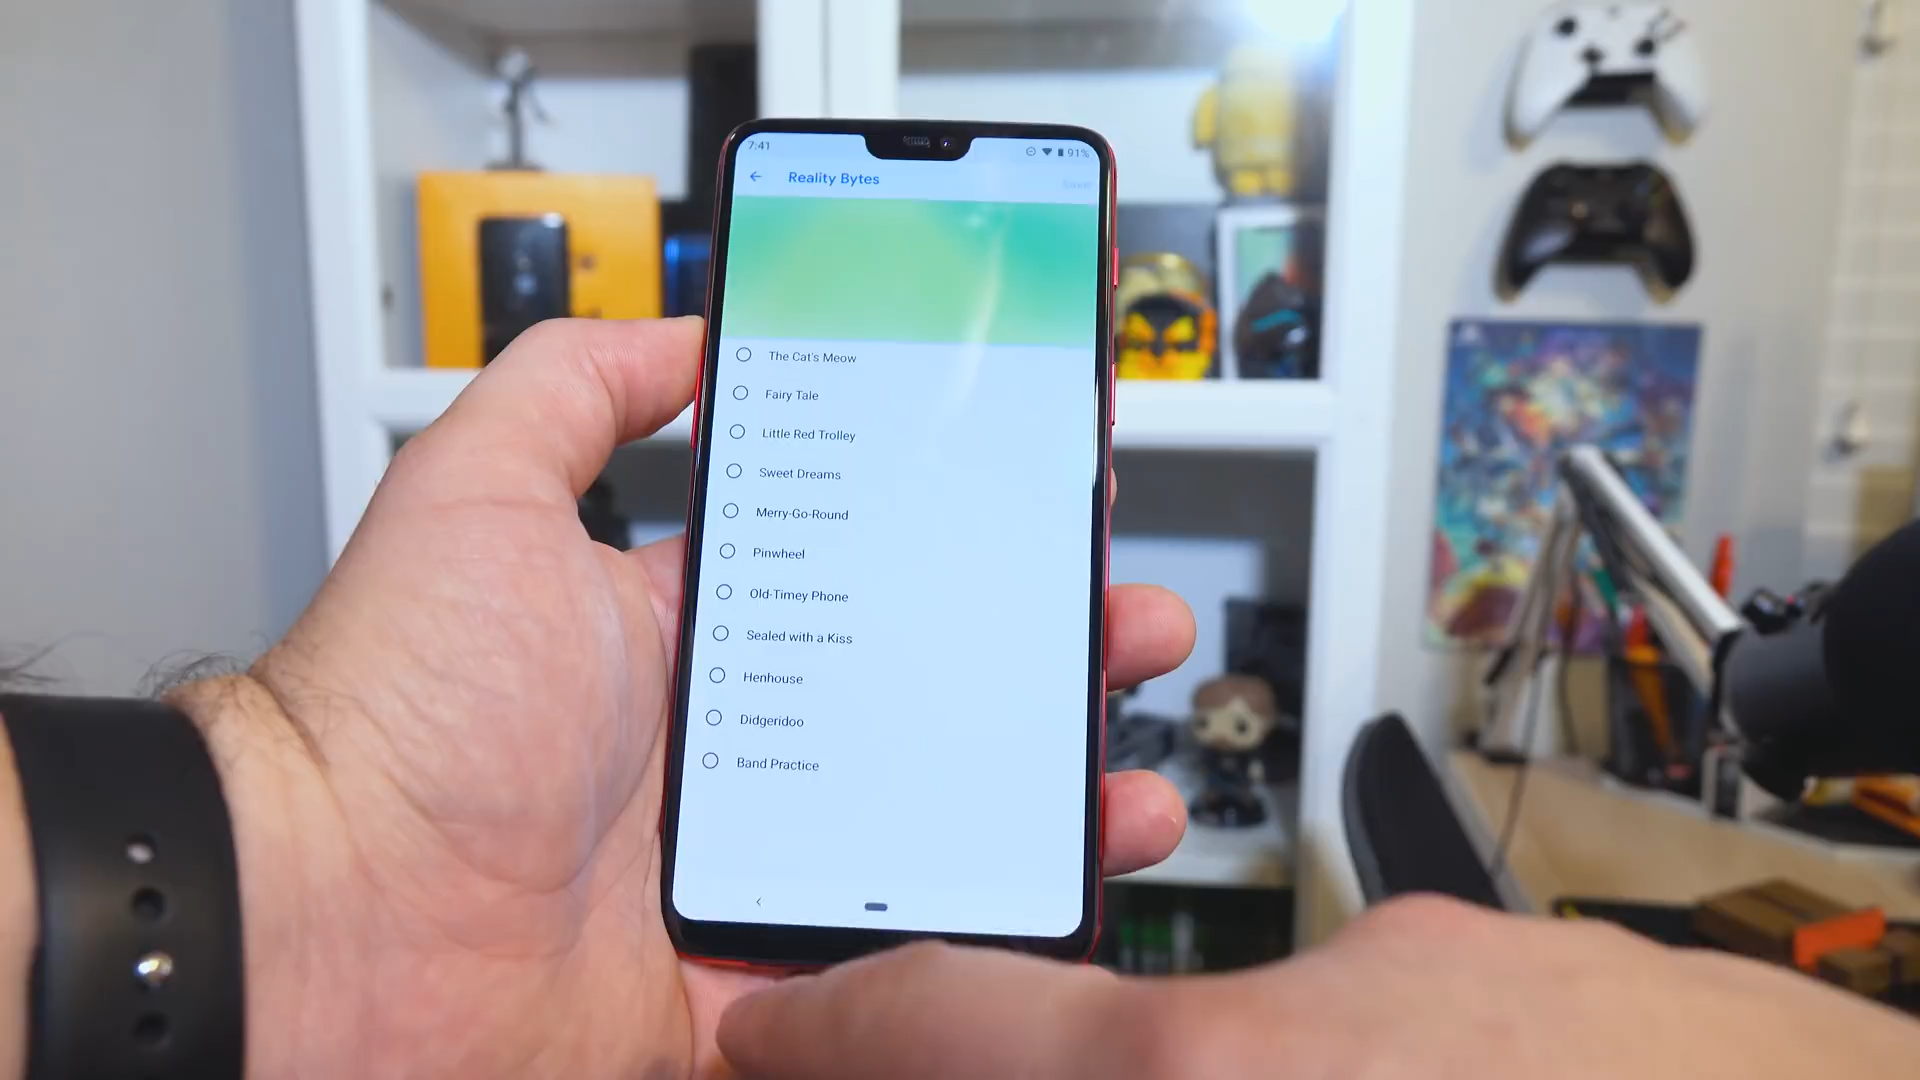 7:41
91%
Reality Bytes
Save
The Cat's Meow
Fairy Tale
Little Red Trolley
Sweet Dreams
Merry-Go-Round
Pinwheel
Old-Timey Phone
Sealed with a Kiss
Henhouse
Didgeridoo
Band Practice